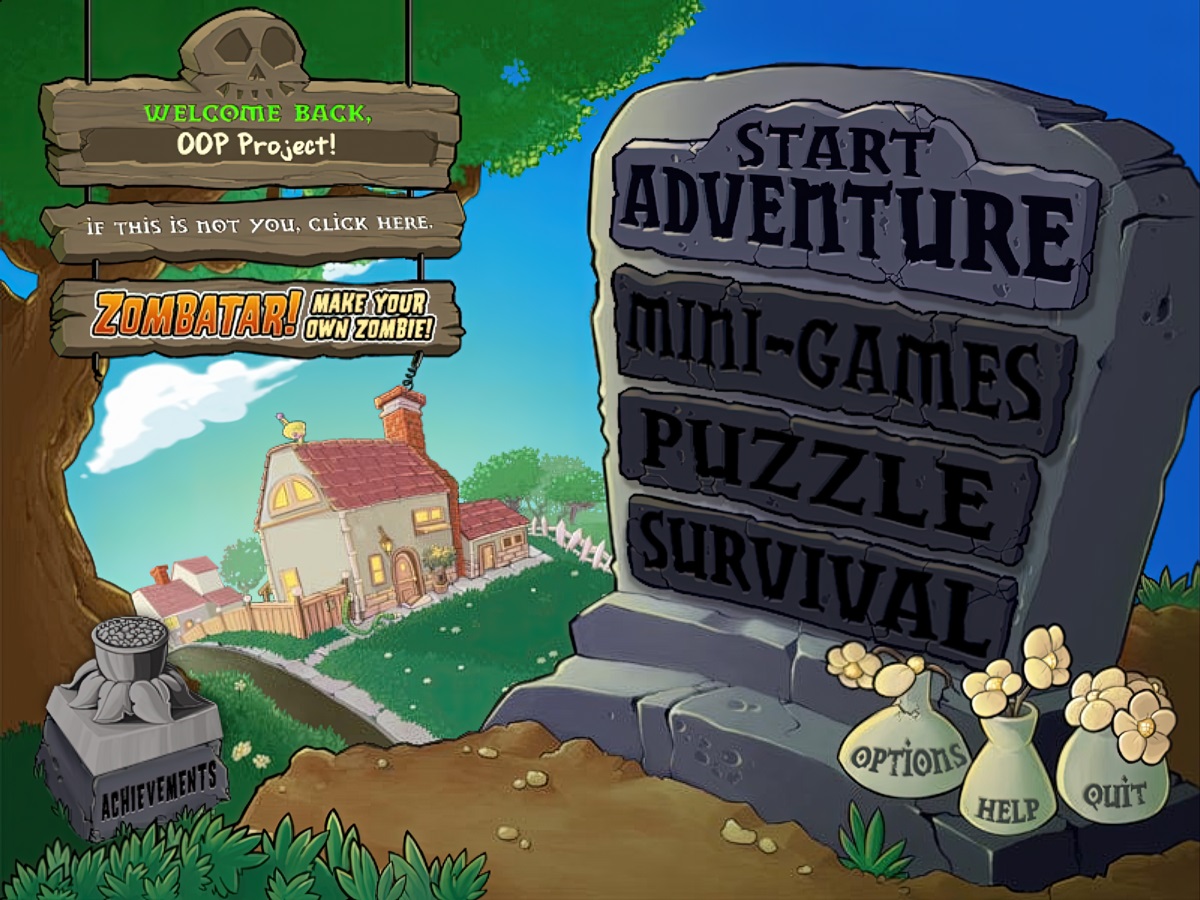 WELCOME BACK,
OOP Project!
IF THIS IS NOT YOU, CLICK HERE.
ZOMBATAR! MAKE YOUR
OWN ZOMBIE!
START
ADVENTURE
MINI-GAMES
PUZZLE
SURVIVAL
ACHIEVEMENTS
OPTIONS
HELP
QUIT